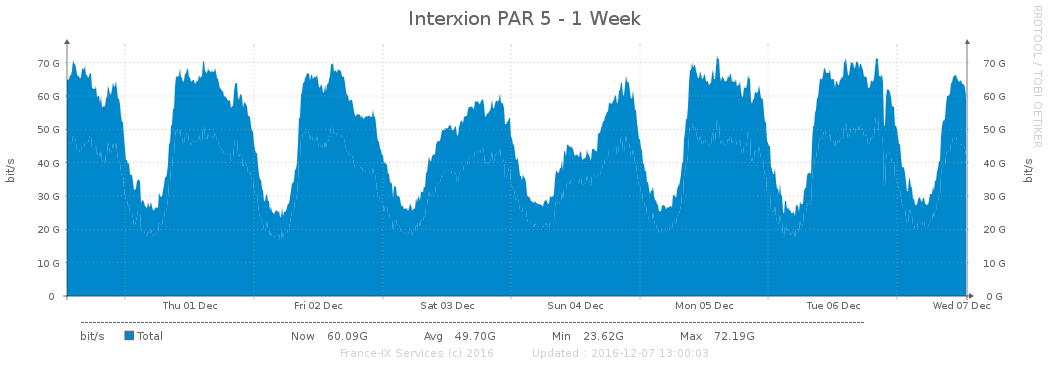 Interxion PAR 5 - 1 Week
RRDTOOL / TOBI OETIKER
bit/s
70 G
60 G
50 G
40 G
30 G
20 G
10 G
0
70 G
60 G
50 G
40 G
30 G
20 G
10 G
0 G
bit/s
Thu 01 Dec Fri 02 Dec Sat 03 Dec Sun 04 Dec Mon 05 Dec Tue 06 Dec Wed 07 Dec
bit/s Total Now 60.09G Avg 49.70G Min 23.62G Max 72.19G
France-IX Services (c) 2016 Updated : 2016-12-07 13:00:03